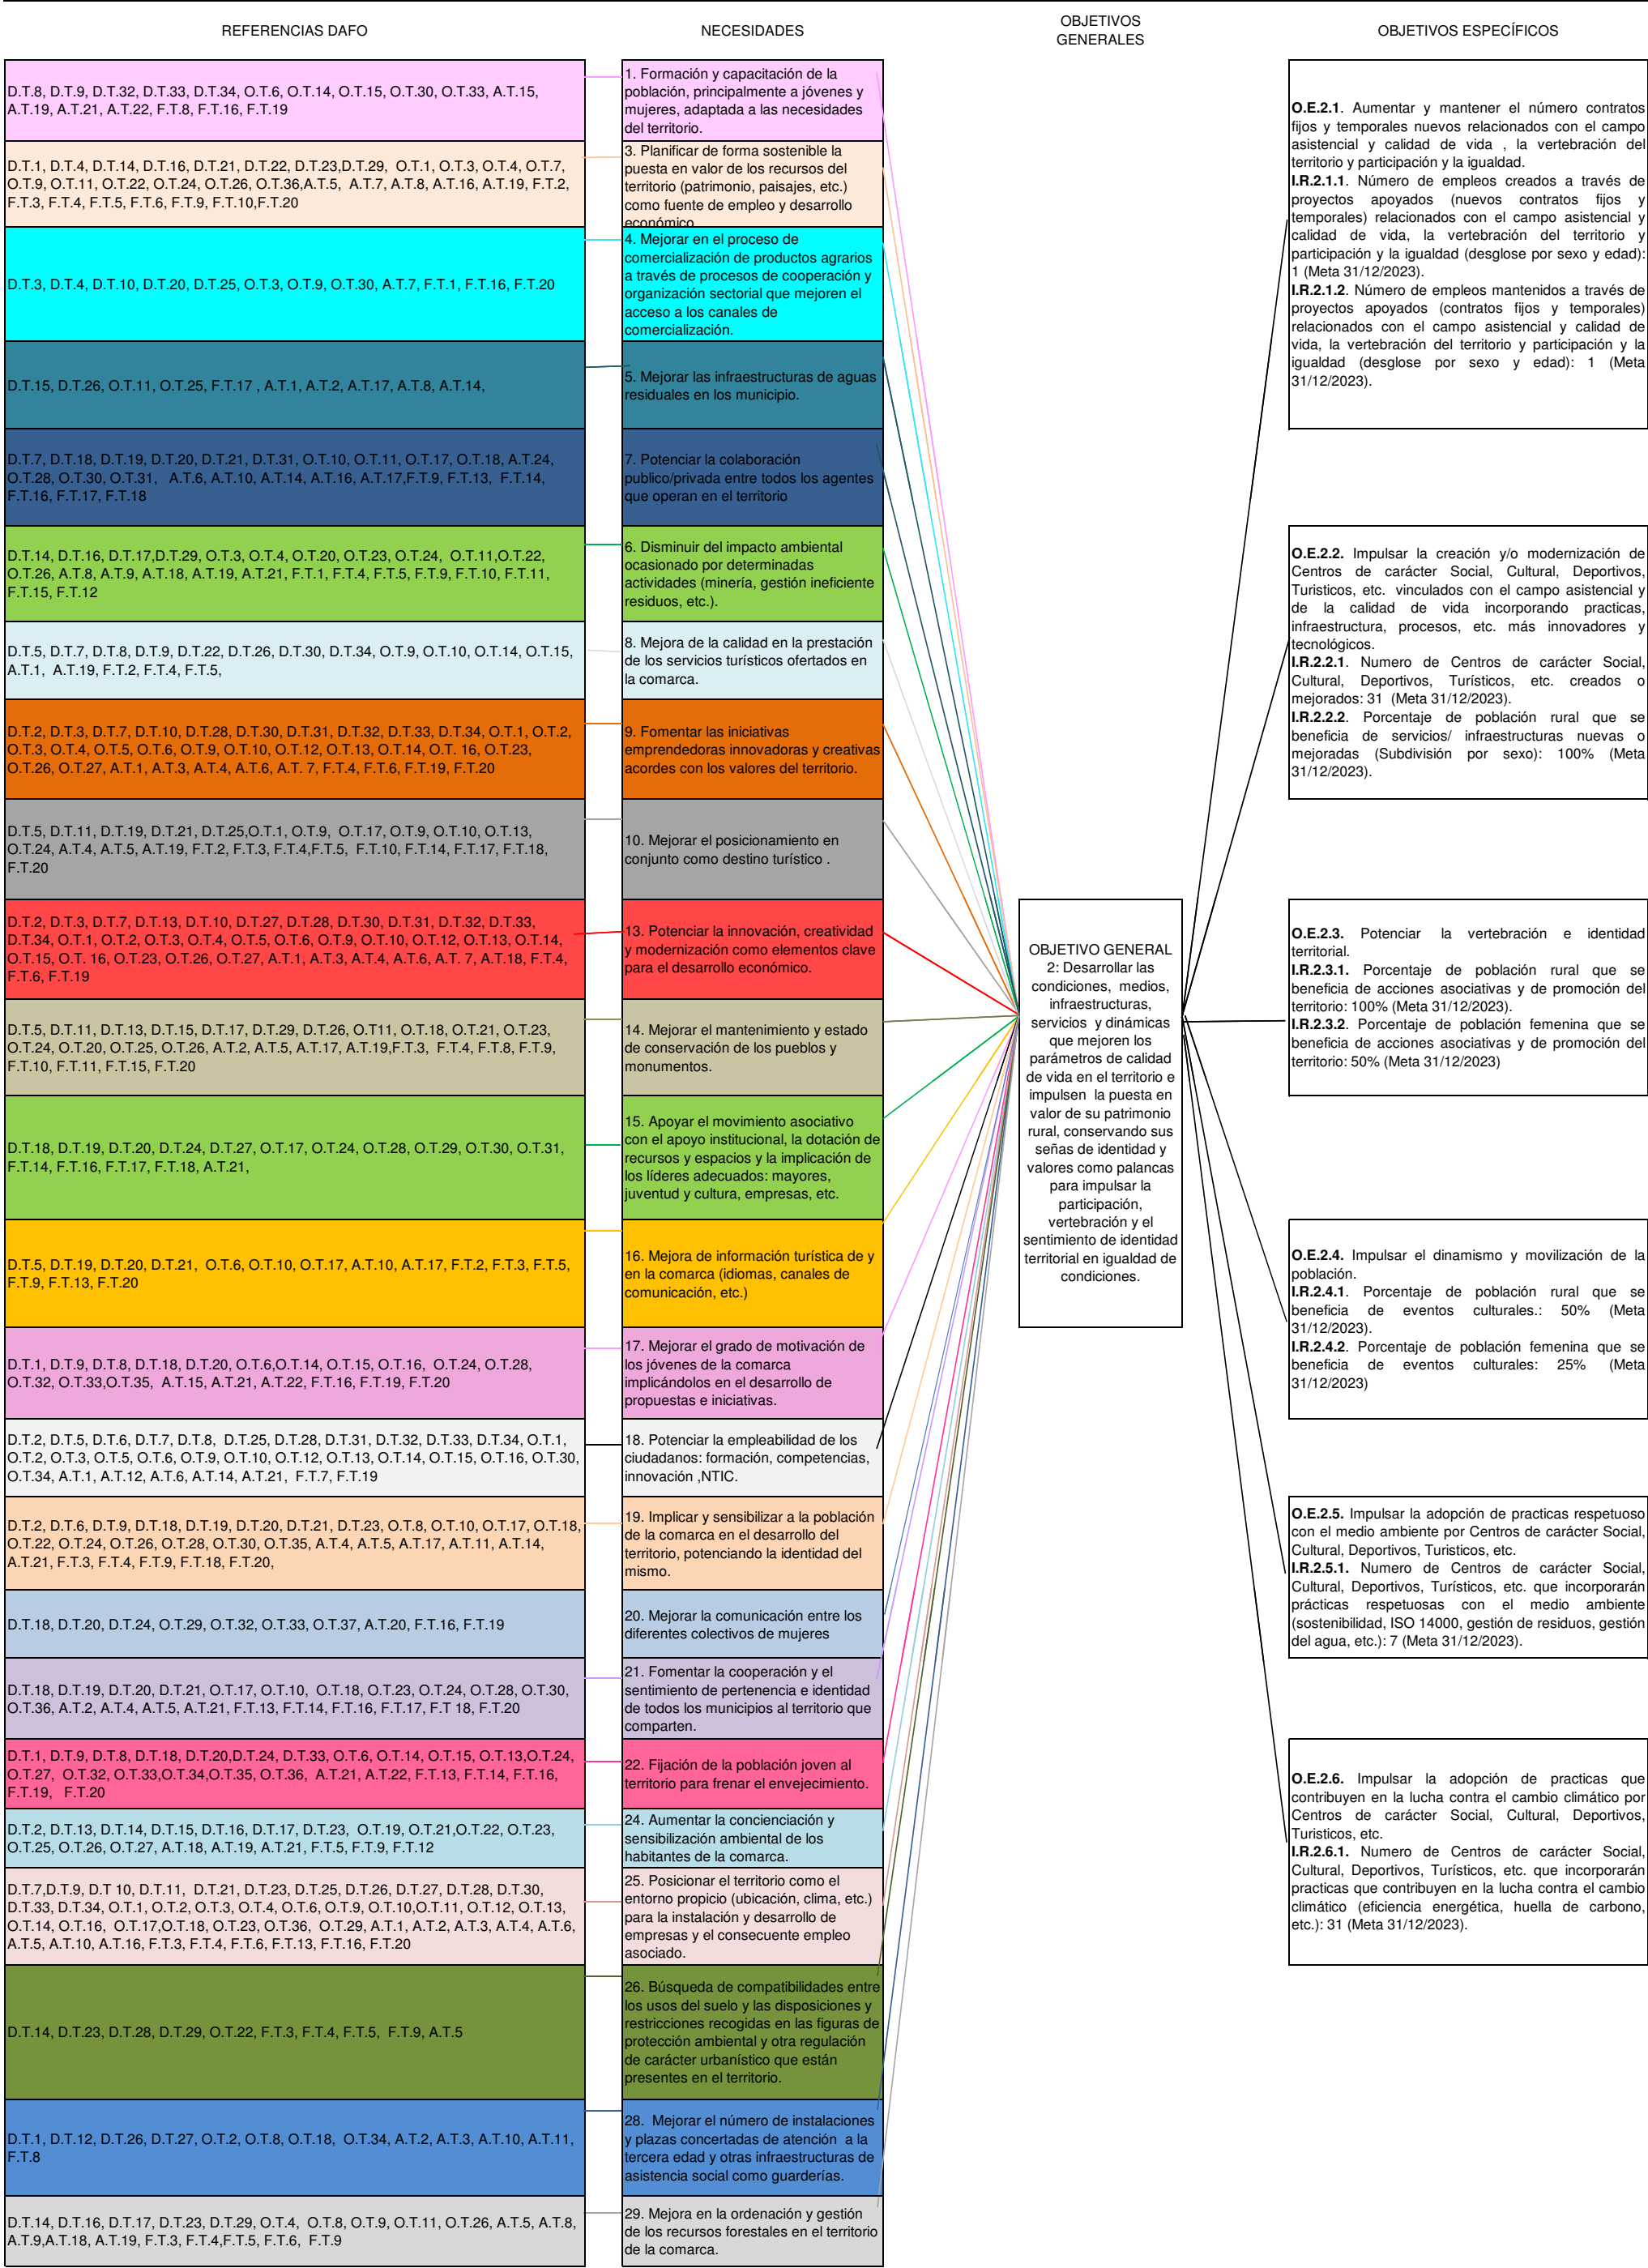 REFERENCIAS DAFO
NECESIDADES
OBJETIVOS
GENERALES
OBJETIVOS ESPECÍFICOS
D.T.8, D.T.9, D.T.32, D.T.33, D.T.34, O.T.6, O.T.14, O.T.15, O.T.30, O.T.33, A.T.15,
A.T.19, A.T.21, A.T.22, F.T.8, F.T.16, F.T.19
1. Formación y capacitación de la
población, principalmente a jóvenes y
mujeres, adaptada a las necesidades
del territorio.
D.T.1, D.T.4, D.T.14, D.T.16, D.T.21, D.T.22, D.T.23,D.T.29,  O.T.1, O.T.3, O.T.4, O.T.7,
O.T.9, O.T.11, O.T.22, O.T.24, O.T.26, O.T.36,A.T.5,  A.T.7, A.T.8, A.T.16, A.T.19, F.T.2,
F.T.3, F.T.4, F.T.5, F.T.6, F.T.9, F.T.10,F.T.20
3. Planificar de forma sostenible la
puesta en valor de los recursos del
territorio (patrimonio, paisajes, etc.)
como fuente de empleo y desarrollo
económico
D.T.3, D.T.4, D.T.10, D.T.20, D.T.25, O.T.3, O.T.9, O.T.30, A.T.7, F.T.1, F.T.16, F.T.20
4. Mejorar en el proceso de
comercialización de productos agrarios
a través de procesos de cooperación y
organización sectorial que mejoren el
acceso a los canales de
comercialización.
D.T.15, D.T.26, O.T.11, O.T.25, F.T.17 , A.T.1, A.T.2, A.T.17, A.T.8, A.T.14,
5. Mejorar las infraestructuras de aguas
residuales en los municipio.
D.T.7, D.T.18, D.T.19, D.T.20, D.T.21, D.T.31, O.T.10, O.T.11, O.T.17, O.T.18, A.T.24,
O.T.28, O.T.30, O.T.31,  A.T.6, A.T.10, A.T.14, A.T.16, A.T.17,F.T.9, F.T.13,  F.T.14,
F.T.16, F.T.17, F.T.18
7. Potenciar la colaboración
publico/privada entre todos los agentes
que operan en el territorio
D.T.14, D.T.16, D.T.17,D.T.29, O.T.3, O.T.4, O.T.20, O.T.23, O.T.24,  O.T.11,O.T.22,
O.T.26, A.T.8, A.T.9, A.T.18, A.T.19, A.T.21, F.T.1, F.T.4, F.T.5, F.T.9, F.T.10, F.T.11,
F.T.15, F.T.12
6. Disminuir del impacto ambiental
ocasionado por determinadas
actividades (minería, gestión ineficiente
residuos, etc.).
D.T.5, D.T.7, D.T.8, D.T.9, D.T.22, D.T.26, D.T.30, D.T.34, O.T.9, O.T.10, O.T.14, O.T.15,
A.T.1,  A.T.19, F.T.2, F.T.4, F.T.5,
8. Mejora de la calidad en la prestación
de los servicios turísticos ofertados en
la comarca.
D.T.2, D.T.3, D.T.7, D.T.10, D.T.28, D.T.30, D.T.31, D.T.32, D.T.33, D.T.34, O.T.1, O.T.2,
O.T.3, O.T.4, O.T.5, O.T.6, O.T.9, O.T.10, O.T.12, O.T.13, O.T.14, O.T. 16, O.T.23,
O.T.26, O.T.27, A.T.1, A.T.3, A.T.4, A.T.6, A.T. 7, F.T.4, F.T.6, F.T.19, F.T.20
9. Fomentar las iniciativas
emprendedoras innovadoras y creativas
acordes con los valores del territorio.
D.T.5, D.T.11, D.T.19, D.T.21, D.T.25,O.T.1, O.T.9,  O.T.17, O.T.9, O.T.10, O.T.13,
O.T.24, A.T.4, A.T.5, A.T.19, F.T.2, F.T.3, F.T.4,F.T.5,  F.T.10, F.T.14, F.T.17, F.T.18,
F.T.20
10. Mejorar el posicionamiento en
conjunto como destino turístico .
D.T.2, D.T.3, D.T.7, D.T.13, D.T.10, D.T.27, D.T.28, D.T.30, D.T.31, D.T.32, D.T.33,
D.T.34, O.T.1, O.T.2, O.T.3, O.T.4, O.T.5, O.T.6, O.T.9, O.T.10, O.T.12, O.T.13, O.T.14,
O.T.15, O.T. 16, O.T.23, O.T.26, O.T.27, A.T.1, A.T.3, A.T.4, A.T.6, A.T. 7, A.T.18, F.T.4,
F.T.6, F.T.19
13. Potenciar la innovación, creatividad
y modernización como elementos clave
para el desarrollo económico.
D.T.5, D.T.11, D.T.13, D.T.15, D.T.17, D.T.29, D.T.26, O.T11, O.T.18, O.T.21, O.T.23,
O.T.24, O.T.20, O.T.25, O.T.26, A.T.2, A.T.5, A.T.17, A.T.19,F.T.3,  F.T.4, F.T.8, F.T.9,
F.T.10, F.T.11, F.T.15, F.T.20
14. Mejorar el mantenimiento y estado
de conservación de los pueblos y
monumentos.
D.T.18, D.T.19, D.T.20, D.T.24, D.T.27, O.T.17, O.T.24, O.T.28, O.T.29, O.T.30, O.T.31,
F.T.14, F.T.16, F.T.17, F.T.18, A.T.21,
15. Apoyar el movimiento asociativo
con el apoyo institucional, la dotación de
recursos y espacios y la implicación de
los líderes adecuados: mayores,
juventud y cultura, empresas, etc.
D.T.5, D.T.19, D.T.20, D.T.21,  O.T.6, O.T.10, O.T.17, A.T.10, A.T.17, F.T.2, F.T.3, F.T.5,
F.T.9, F.T.13, F.T.20
16. Mejora de información turística de y
en la comarca (idiomas, canales de
comunicación, etc.)
D.T.1, D.T.9, D.T.8, D.T.18, D.T.20, O.T.6,O.T.14, O.T.15, O.T.16,  O.T.24, O.T.28,
O.T.32, O.T.33,O.T.35,  A.T.15, A.T.21, A.T.22, F.T.16, F.T.19, F.T.20
17. Mejorar el grado de motivación de
los jóvenes de la comarca
implicándolos en el desarrollo de
propuestas e iniciativas.
D.T.2, D.T.5, D.T.6, D.T.7, D.T.8,  D.T.25, D.T.28, D.T.31, D.T.32, D.T.33, D.T.34, O.T.1,
O.T.2, O.T.3, O.T.5, O.T.6, O.T.9, O.T.10, O.T.12, O.T.13, O.T.14, O.T.15, O.T.16, O.T.30,
O.T.34, A.T.1, A.T.12, A.T.6, A.T.14, A.T.21,  F.T.7, F.T.19
18. Potenciar la empleabilidad de los
ciudadanos: formación, competencias,
innovación ,NTIC.
D.T.2, D.T.6, D.T.9, D.T.18, D.T.19, D.T.20, D.T.21, D.T.23, O.T.8, O.T.10, O.T.17, O.T.18,
O.T.22, O.T.24, O.T.26, O.T.28, O.T.30, O.T.35, A.T.4, A.T.5, A.T.17, A.T.11, A.T.14,
A.T.21, F.T.3, F.T.4, F.T.9, F.T.18, F.T.20,
19. Implicar y sensibilizar a la población
de la comarca en el desarrollo del
territorio, potenciando la identidad del
mismo.
D.T.18, D.T.20, D.T.24, O.T.29, O.T.32, O.T.33, O.T.37, A.T.20, F.T.16, F.T.19
20. Mejorar la comunicación entre los
diferentes colectivos de mujeres
D.T.18, D.T.19, D.T.20, D.T.21, O.T.17, O.T.10,  O.T.18, O.T.23, O.T.24, O.T.28, O.T.30,
O.T.36, A.T.2, A.T.4, A.T.5, A.T.21, F.T.13, F.T.14, F.T.16, F.T.17, F.T 18, F.T.20
21. Fomentar la cooperación y el
sentimiento de pertenencia e identidad
de todos los municipios al territorio que
comparten.
D.T.1, D.T.9, D.T.8, D.T.18, D.T.20,D.T.24, D.T.33, O.T.6, O.T.14, O.T.15, O.T.13,O.T.24,
O.T.27,  O.T.32, O.T.33,O.T.34,O.T.35, O.T.36,  A.T.21, A.T.22, F.T.13, F.T.14, F.T.16,
F.T.19,  F.T.20
22. Fijación de la población joven al
territorio para frenar el envejecimiento.
D.T.2, D.T.13, D.T.14, D.T.15, D.T.16, D.T.17, D.T.23,  O.T.19, O.T.21,O.T.22, O.T.23,
O.T.25, O.T.26, O.T.27, A.T.18, A.T.19, A.T.21, F.T.5, F.T.9, F.T.12
24. Aumentar la concienciación y
sensibilización ambiental de los
habitantes de la comarca.
D.T.7,D.T.9, D.T 10, D.T.11,  D.T.21, D.T.23, D.T.25, D.T.26, D.T.27, D.T.28, D.T.30,
D.T.33, D.T.34, O.T.1, O.T.2, O.T.3, O.T.4, O.T.6, O.T.9, O.T.10,O.T.11, O.T.12, O.T.13,
O.T.14, O.T.16,  O.T.17,O.T.18, O.T.23, O.T.36,  O.T.29, A.T.1, A.T.2, A.T.3, A.T.4, A.T.6,
A.T.5, A.T.10, A.T.16, F.T.3, F.T.4, F.T.6, F.T.13, F.T.16, F.T.20
25. Posicionar el territorio como el
entorno propicio (ubicación, clima, etc.)
para la instalación y desarrollo de
empresas y el consecuente empleo
asociado.
D.T.14, D.T.23, D.T.28, D.T.29, O.T.22, F.T.3, F.T.4, F.T.5,  F.T.9, A.T.5
26. Búsqueda de compatibilidades entre
los usos del suelo y las disposiciones y
restricciones recogidas en las figuras de
protección ambiental y otra regulación
de carácter urbanístico que están
presentes en el territorio.
D.T.1, D.T.12, D.T.26, D.T.27, O.T.2, O.T.8, O.T.18,  O.T.34, A.T.2, A.T.3, A.T.10, A.T.11,
F.T.8
28.  Mejorar el número de instalaciones
y plazas concertadas de atención  a la
tercera edad y otras infraestructuras de
asistencia social como guarderías.
D.T.14, D.T.16, D.T.17, D.T.23, D.T.29, O.T.4,  O.T.8, O.T.9, O.T.11, O.T.26, A.T.5, A.T.8,
A.T.9,A.T.18, A.T.19, F.T.3, F.T.4,F.T.5, F.T.6,  F.T.9
29. Mejora en la ordenación y gestión
de los recursos forestales en el territorio
de la comarca.
OBJETIVO GENERAL
2: Desarrollar las
condiciones,  medios,
infraestructuras,
servicios  y dinámicas
que mejoren los
parámetros de calidad
de vida en el territorio e
impulsen  la puesta en
valor de su patrimonio
rural, conservando sus
señas de identidad y
valores como palancas
para impulsar la
participación,
vertebración y el
sentimiento de identidad
territorial en igualdad de
condiciones.
O.E.2.1. Aumentar y mantener el número contratos
fijos y temporales nuevos relacionados con el campo
asistencial y calidad de vida , la vertebración del
territorio y participación y la igualdad.
I.R.2.1.1. Número de empleos creados a través de
proyectos apoyados (nuevos contratos fijos y
temporales) relacionados con el campo asistencial y
calidad de vida, la vertebración del territorio y
participación y la igualdad (desglose por sexo y edad):
1 (Meta 31/12/2023).
I.R.2.1.2. Número de empleos mantenidos a través de
proyectos apoyados (contratos fijos y temporales)
relacionados con el campo asistencial y calidad de
vida, la vertebración del territorio y participación y la
igualdad (desglose por sexo y edad): 1 (Meta
31/12/2023).
O.E.2.2. Impulsar la creación y/o modernización de
Centros de carácter Social, Cultural, Deportivos,
Turisticos, etc. vinculados con el campo asistencial y
de la calidad de vida incorporando practicas,
infraestructura, procesos, etc. más innovadores y
tecnológicos.
I.R.2.2.1. Numero de Centros de carácter Social,
Cultural, Deportivos, Turísticos, etc. creados o
mejorados: 31  (Meta 31/12/2023).
I.R.2.2.2. Porcentaje de población rural que se
beneficia de servicios/ infraestructuras nuevas o
mejoradas (Subdivisión por sexo): 100% (Meta
31/12/2023).
O.E.2.3. Potenciar la vertebración e identidad
territorial.
I.R.2.3.1. Porcentaje de población rural que se
beneficia de acciones asociativas y de promoción del
territorio: 100% (Meta 31/12/2023).
I.R.2.3.2. Porcentaje de población femenina que se
beneficia de acciones asociativas y de promoción del
territorio: 50% (Meta 31/12/2023)
O.E.2.4. Impulsar el dinamismo y movilización de la
población.
I.R.2.4.1. Porcentaje de población rural que se
beneficia de eventos culturales.: 50% (Meta
31/12/2023).
I.R.2.4.2. Porcentaje de población femenina que se
beneficia de eventos culturales: 25% (Meta
31/12/2023)
O.E.2.5. Impulsar la adopción de practicas respetuoso
con el medio ambiente por Centros de carácter Social,
Cultural, Deportivos, Turisticos, etc.
I.R.2.5.1. Numero de Centros de carácter Social,
Cultural, Deportivos, Turísticos, etc. que incorporarán
prácticas respetuosas con el medio ambiente
(sostenibilidad, ISO 14000, gestión de residuos, gestión
del agua, etc.): 7 (Meta 31/12/2023).
O.E.2.6. Impulsar la adopción de practicas que
contribuyen en la lucha contra el cambio climático por
Centros de carácter Social, Cultural, Deportivos,
Turisticos, etc.
I.R.2.6.1. Numero de Centros de carácter Social,
Cultural, Deportivos, Turísticos, etc. que incorporarán
practicas que contribuyen en la lucha contra el cambio
climático (eficiencia energética, huella de carbono,
etc.): 31 (Meta 31/12/2023).